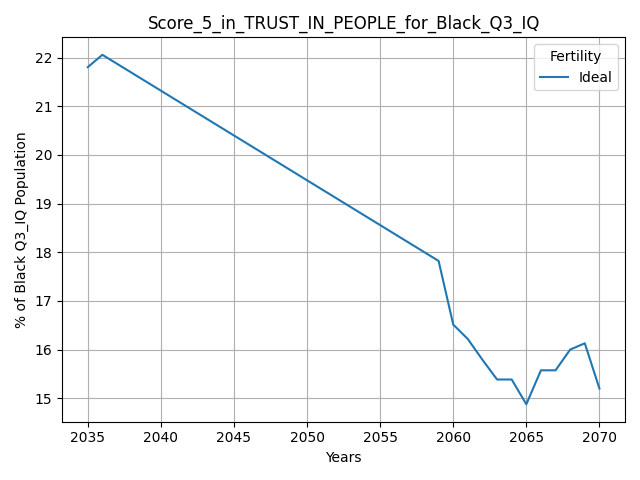 Score_5_in_TRUST_IN_PEOPLE_for_Black_Q3_IQ
Fertility
Ideal
% of Black Q3_IQ Population
22
21
20
19
18
17
16
15
2035 2040 2045 2050 2055 2060 2065 2070
Years